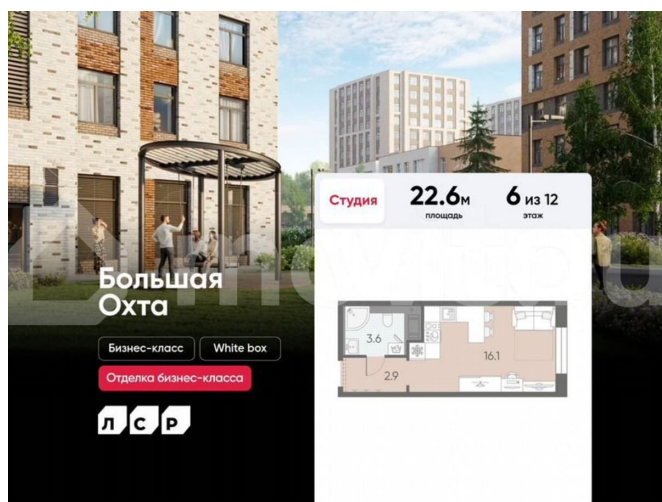 Студия
22.6м
площадь
6 из 12
этаж
Большая
Охта
Бизнес-класс
White box
Отделка бизнес-класса
ЛСР
3.6
2.9
16.1